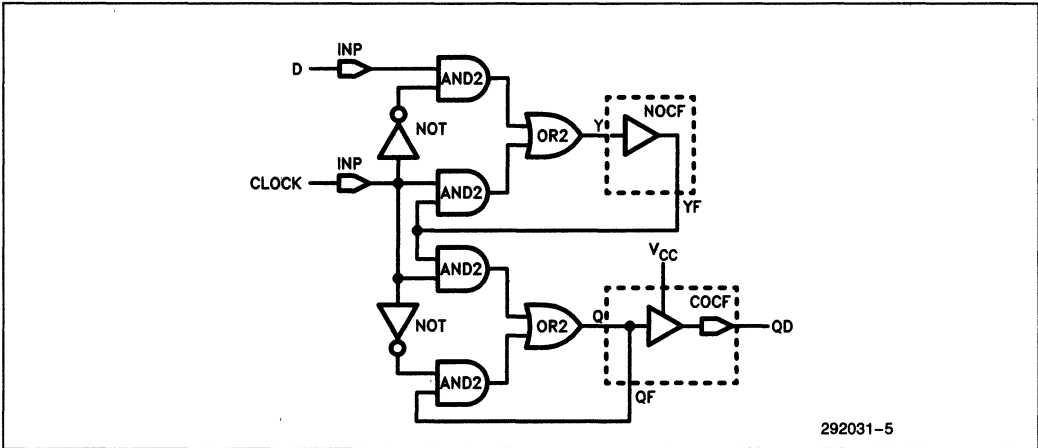 INP
D
AND2
NOT
NOCF
OR2
Y
INP
CLOCK
AND2
YF
AND2
VCC
COCF
NOT
OR2
Q
QD
AND2
QF
292031-5